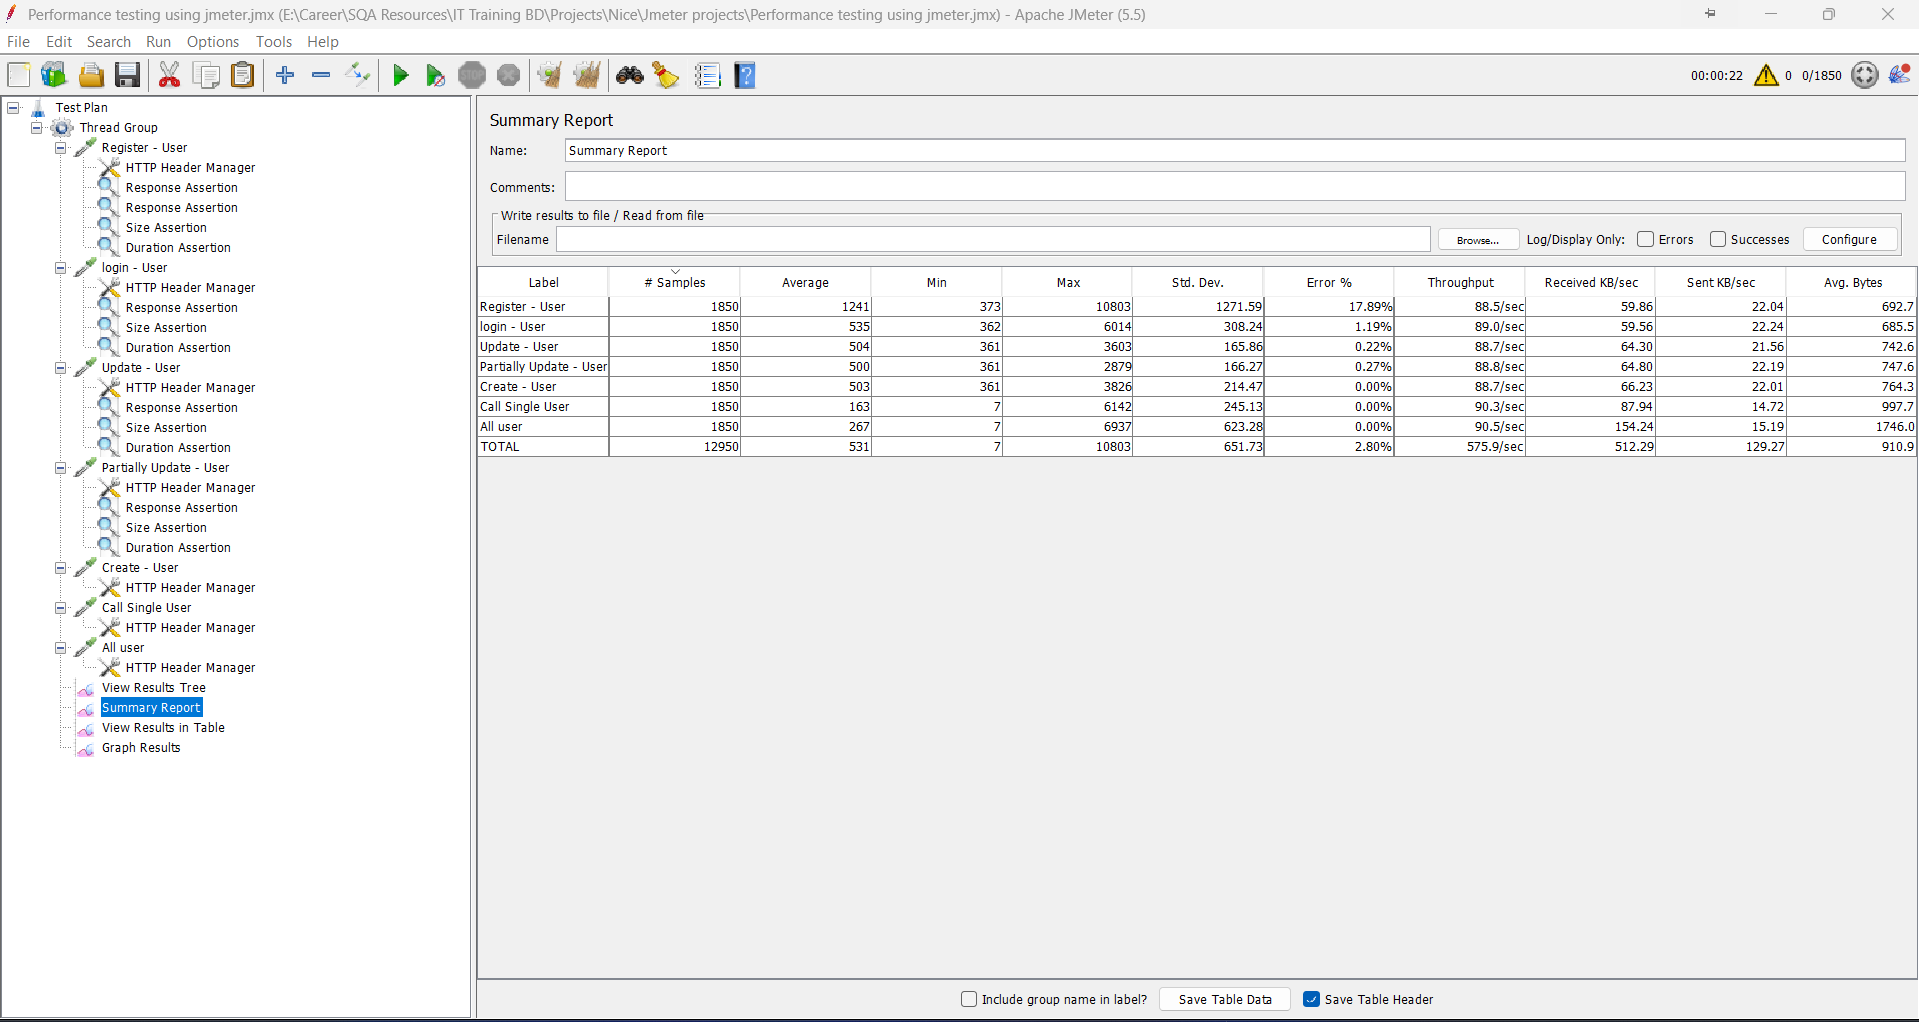 Performance testing using jmeter.jmx (E:\Career\SQA Resources\IT Training BD\Projects\Nice\Jmeter projects\Performance testing using jmeter.jmx) - Apache JMeter (5.5)
File Edit Search Run Options Tools Help
STOP 00:00:22 0 0/1850
Test Plan
Thread Group
Register - User
HTTP Header Manager
Response Assertion
Response Assertion
Size Assertion
Duration Assertion
login - User
HTTP Header Manager
Response Assertion
Size Assertion
Duration Assertion
Update - User
HTTP Header Manager
Response Assertion
Size Assertion
Duration Assertion
Partially Update - User
HTTP Header Manager
Response Assertion
Size Assertion
Duration Assertion
Create - User
HTTP Header Manager
Call Single User
HTTP Header Manager
All user
HTTP Header Manager
View Results Tree
Summary Report
View Results in Table
Graph Results
Summary Report
Name: Summary Report
Comments:
Write results to file / Read from file
Filename Browse... Log/Display Only: Errors Successes Configure
Label # Samples Average Min Max Std. Dev. Error % Throughput Received KB/sec Sent KB/sec Avg. Bytes
Register - User 1850 1241 373 10803 1271.59 17.89% 88.5/sec 59.86 22.04 692.7
login - User 1850 535 362 6014 308.24 1.19% 89.0/sec 59.56 22.24 685.5
Update - User 1850 504 361 3603 165.86 0.22% 88.7/sec 64.30 21.56 742.6
Partially Update - User 1850 500 361 2879 166.27 0.27% 88.8/sec 64.80 22.19 747.6
Create - User 1850 503 361 3826 214.47 0.00% 88.7/sec 66.23 22.01 764.3
Call Single User 1850 163 7 6142 245.13 0.00% 90.3/sec 87.94 14.72 997.7
All user 1850 267 7 6937 623.28 0.00% 90.5/sec 154.24 15.19 1746.0
TOTAL 12950 531 7 10803 651.73 2.80% 575.9/sec 512.29 129.27 910.9
Include group name in label? Save Table Data Save Table Header